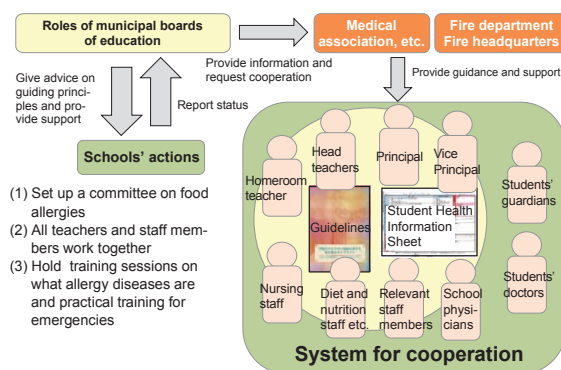 Roles of municipal boards
of education
Medical
association, etc.
Fire department
Fire headquarters
Provide information and
request cooperation
Give advice on
guiding princi-
ples and pro-
vide support
Report status
Provide guidance and support
Schools' actions
(1) Set up a committee on food
allergies
(2) All teachers and staff mem-
bers work together
(3) Hold training sessions on
what allergy diseases are
and practical training for
emergencies
Homeroom
teacher
Head
teachers
Principal
Vice
Principal
Students'
guardians
Guidelines
Student Health
Information
Sheet
Nursing
staff
Diet and
nutrition
staff etc.
Relevant
staff
members
School
physi-
cians
Students'
doctors
System for cooperation